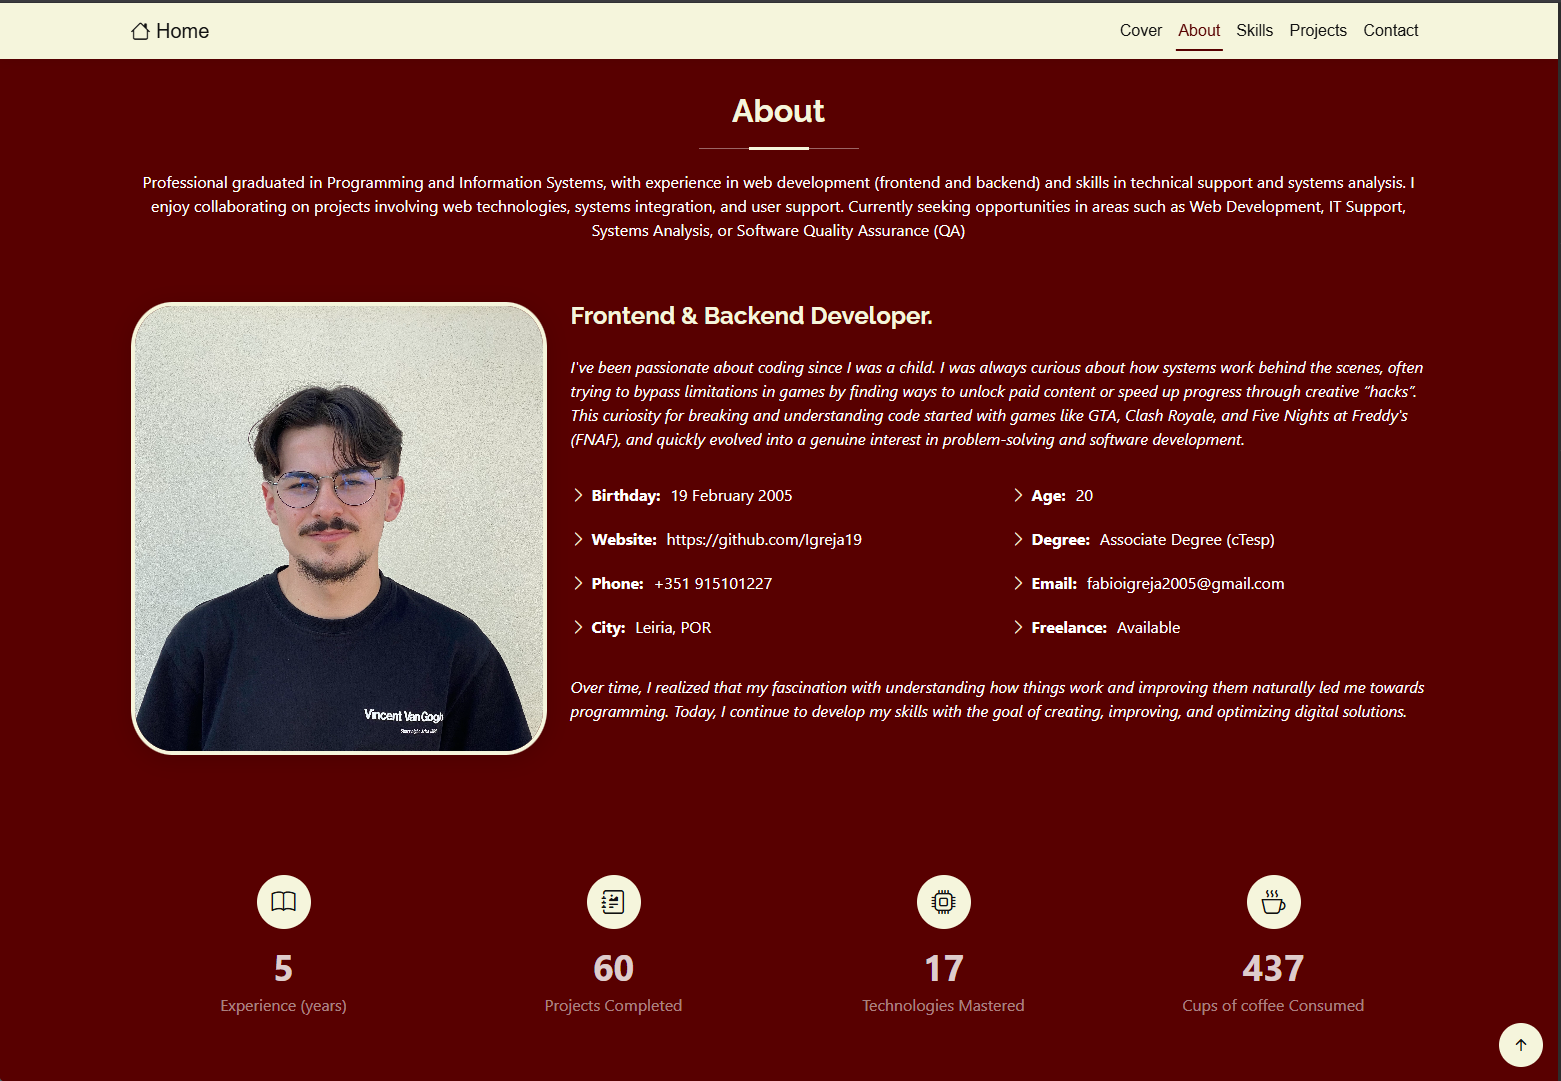 Home
Cover About Skills Projects Contact
About
Professional graduated in Programming and Information Systems, with experience in web development (frontend and backend) and skills in technical support and systems analysis. I
enjoy collaborating on projects involving web technologies, systems integration, and user support. Currently seeking opportunities in areas such as Web Development, IT Support,
Systems Analysis, or Software Quality Assurance (QA)
Frontend & Backend Developer.
I've been passionate about coding since I was a child. I was always curious about how systems work behind the scenes, often
trying to bypass limitations in games by finding ways to unlock paid content or speed up progress through creative “hacks”.
This curiosity for breaking and understanding code started with games like GTA, Clash Royale, and Five Nights at Freddy's
(FNAF), and quickly evolved into a genuine interest in problem-solving and software development.
Birthday: 19 February 2005
Age: 20
Website: https://github.com/Igreja19
Degree: Associate Degree (cTesp)
Phone: +351 915101227
Email: fabioigreja2005@gmail.com
City: Leiria, POR
Freelance: Available
Over time, I realized that my fascination with understanding how things work and improving them naturally led me towards
programming. Today, I continue to develop my skills with the goal of creating, improving, and optimizing digital solutions.
Vincent Van Gogh
5
Experience (years)
60
Projects Completed
17
Technologies Mastered
437
Cups of coffee Consumed